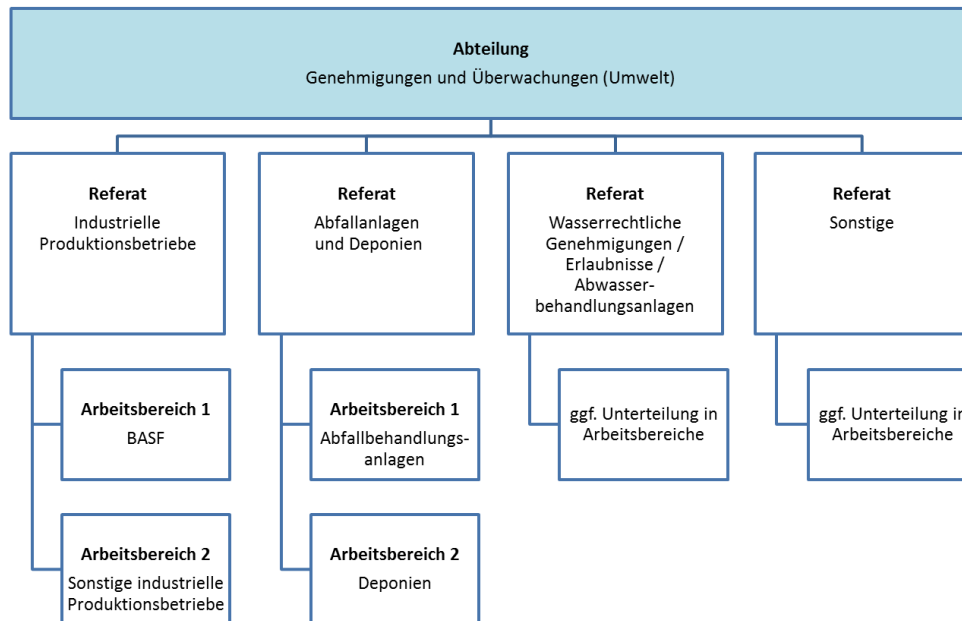 Abteilung
Genehmigungen und Überwachungen (Umwelt)
Referat
Industrielle
Produktionsbetriebe
Referat
Abfallanlagen
und Deponien
Referat
Wasserrechtliche
Genehmigungen /
Erlaubnisse /
Abwasser-
behandlungsanlagen
Referat
Sonstige
Arbeitsbereich 1
BASF
Arbeitsbereich 1
Abfallbehandlungs-
anlagen
ggf. Unterteilung in
Arbeitsbereiche
ggf. Unterteilung in
Arbeitsbereiche
Arbeitsbereich 2
Sonstige industrielle
Produktionsbetriebe
Arbeitsbereich 2
Deponien